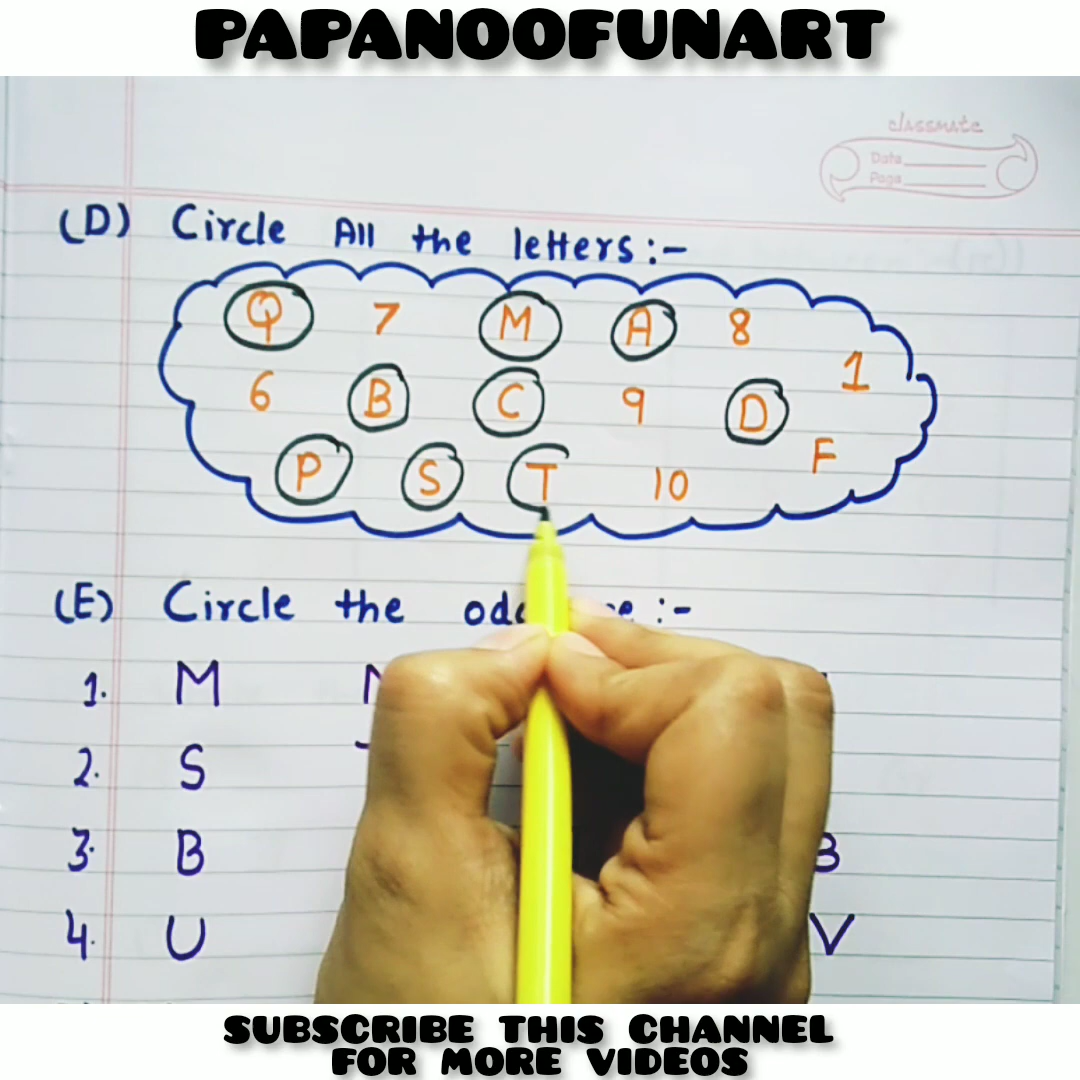 PAPANOOFUNART
classmate
Date
Page
(D) Circle All the letters:-
Q 7 M A 8 1
6 B C 9 D F
P S T 10
(E) Circle the :-
1. M
2. S
3. B B
4. U V
SUBSCRIBE THIS CHANNEL
FOR MORE VIDEOS